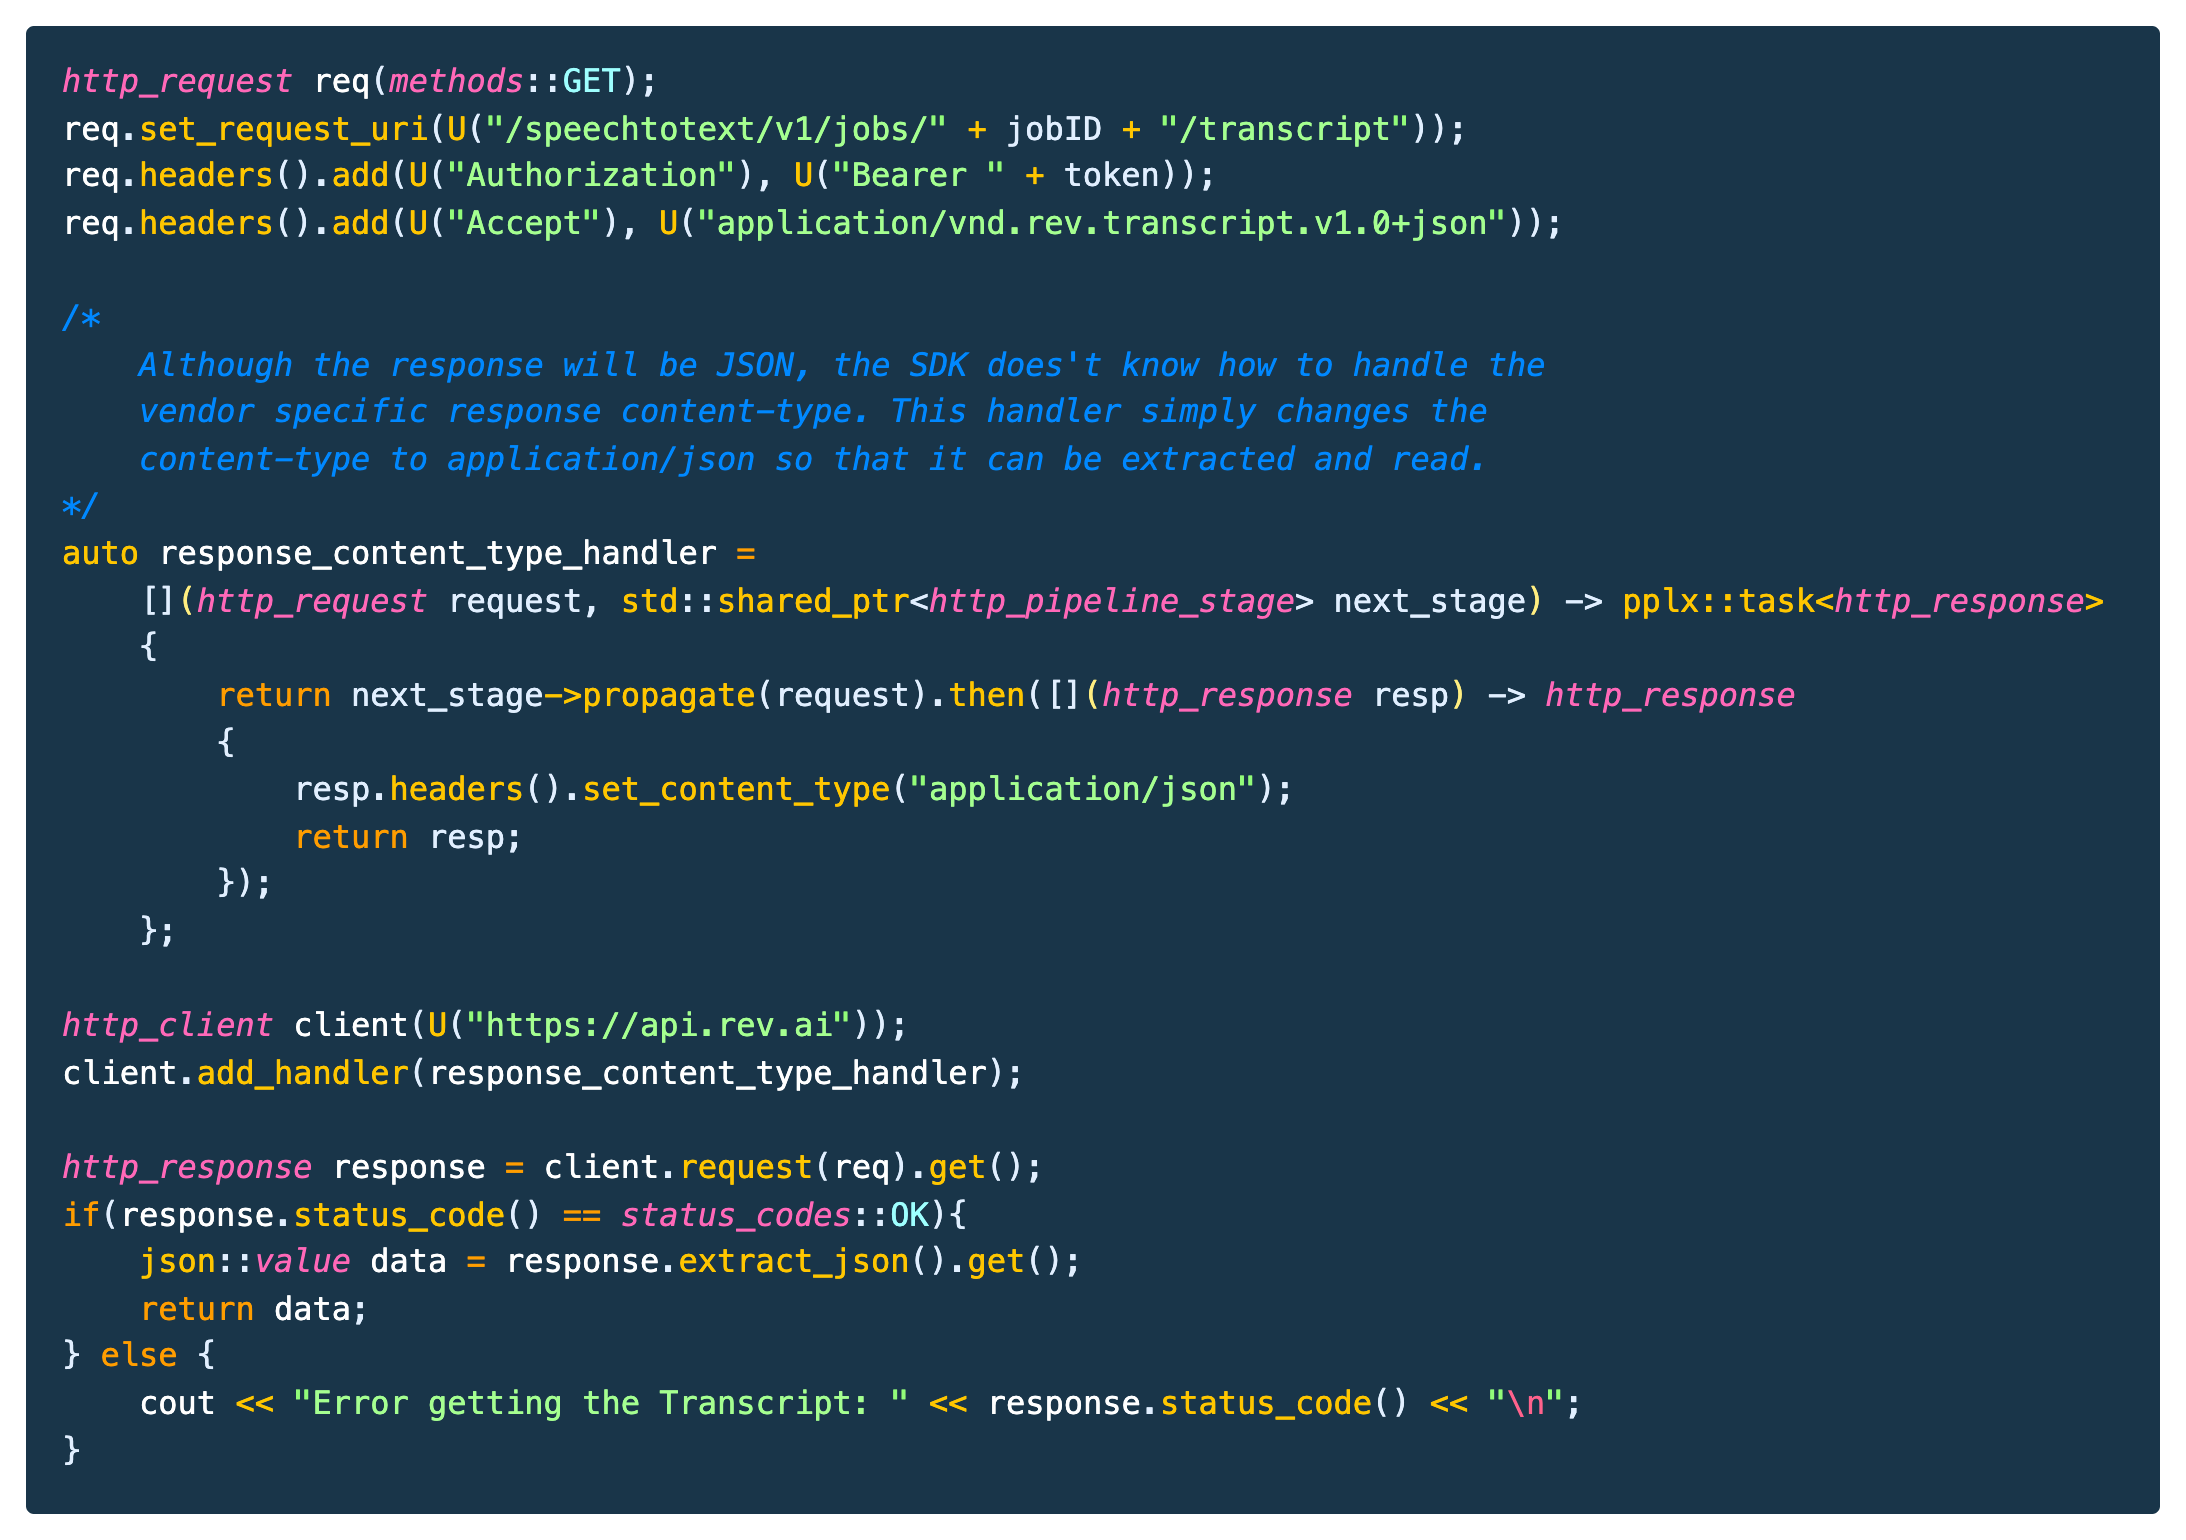 http_request req(methods::GET);
req.set_request_uri(U("/speechtotext/v1/jobs/" + jobID + "/transcript"));
req.headers().add(U("Authorization"), U("Bearer " + token));
req.headers().add(U("Accept"), U("application/vnd.rev.transcript.v1.0+json"));

/*
    Although the response will be JSON, the SDK does't know how to handle the
    vendor specific response content-type. This handler simply changes the
    content-type to application/json so that it can be extracted and read.
*/
auto response_content_type_handler =
    [](http_request request, std::shared_ptr<http_pipeline_stage> next_stage) -> pplx::task<http_response>
    {
        return next_stage->propagate(request).then([](http_response resp) -> http_response
        {
            resp.headers().set_content_type("application/json");
            return resp;
        });
    };

http_client client(U("https://api.rev.ai"));
client.add_handler(response_content_type_handler);

http_response response = client.request(req).get();
if(response.status_code() == status_codes::OK){
    json::value data = response.extract_json().get();
    return data;
} else {
    cout << "Error getting the Transcript: " << response.status_code() << "\n";
}